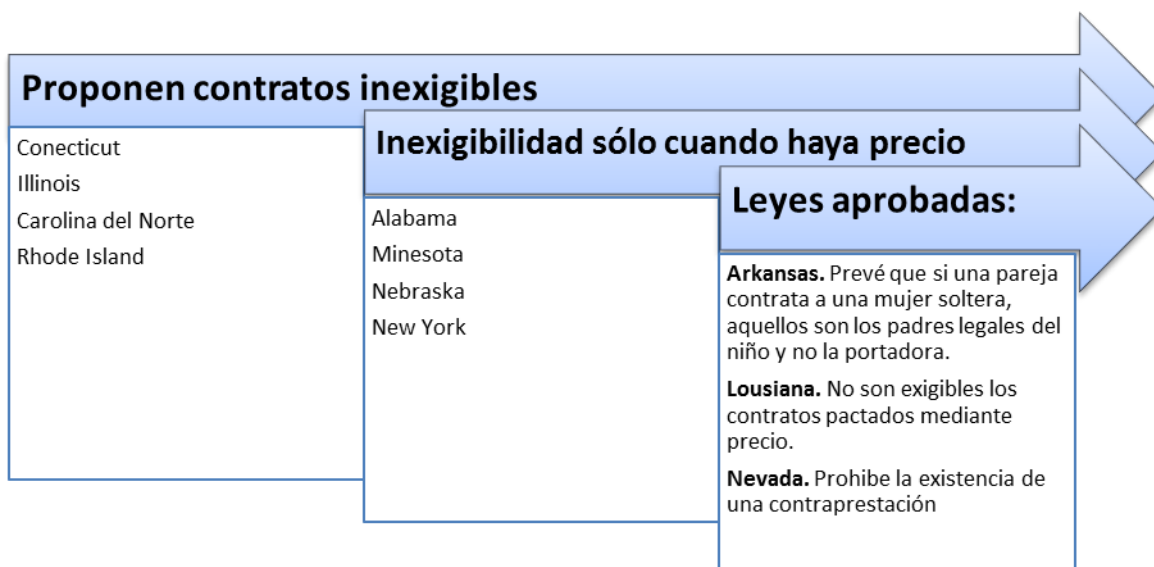 Proponen contratos inexigibles
Conecticut
Illinois
Carolina del Norte
Rhode Island
Inexigibilidad sólo cuando haya precio
Alabama
Minesota
Nebraska
New York
Leyes aprobadas:
Arkansas. Prevé que si una pareja
contrata a una mujer soltera,
aquellos son los padres legales del
niño y no la portadora.
Lousiana. No son exigibles los
contratos pactados mediante
precio.
Nevada. Prohibe la existencia de
una contraprestación